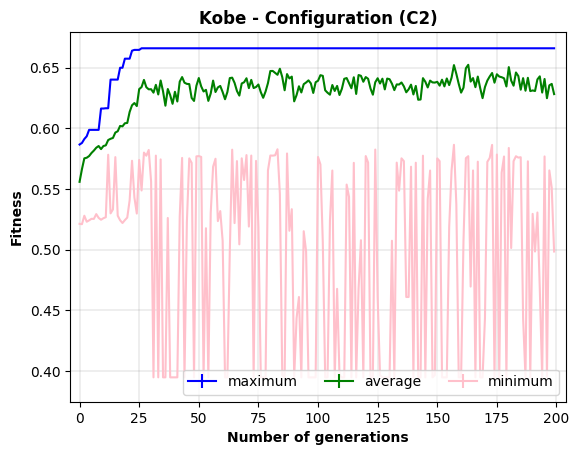 Kobe - Configuration (C2)
Fitness
0.65
0.60
0.55
0.50
0.45
0.40
maximum average minimum
0 25 50 75 100 125 150 175 200
Number of generations